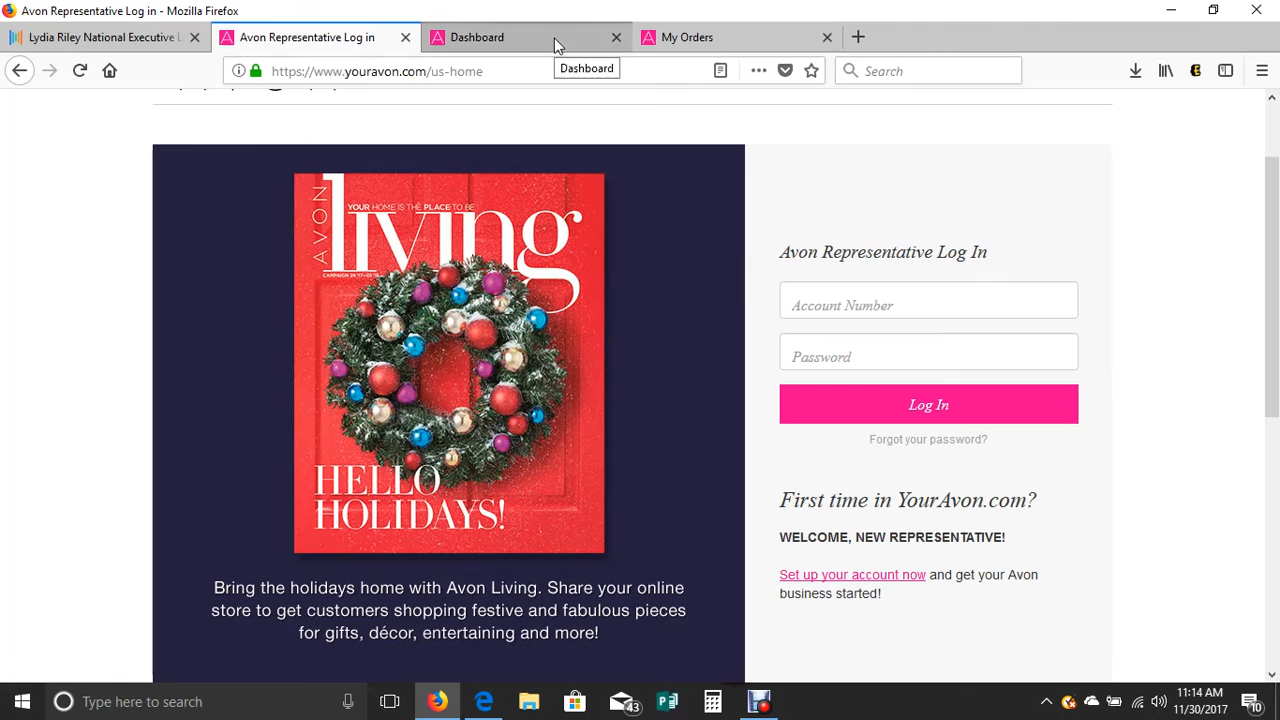 Avon Representative Log in - Mozilla Firefox
Lydia Riley National Executive L
Avon Representative Log in
Dashboard
My Orders
https://www.youravon.com/us-home
Search
Dashboard
AVON
YOUR HOME IS THE PLACE TO BE
living
HELLO
HOLIDAYS!
Bring the holidays home with Avon Living. Share your online
store to get customers shopping festive and fabulous pieces
for gifts, décor, entertaining and more!
Avon Representative Log In
Account Number
Password
Log In
Forgot your password?
First time in YourAvon.com?
WELCOME, NEW REPRESENTATIVE!
Set up your account now and get your Avon
business started!
Type here to search
43
11:14 AM
11/30/2017
10